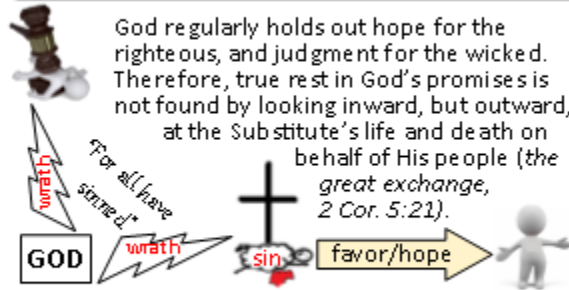 God regularly holds out hope for the
righteous, and judgment for the wicked.
Therefore, true rest in God's promises is
not found by looking inward, but outward,
at the Substitute's life and death on
behalf of His people (the
great exchange,
2 Cor. 5:21).
wrath
"For all have
sinned"
GOD
wrath
sin
favor/hope